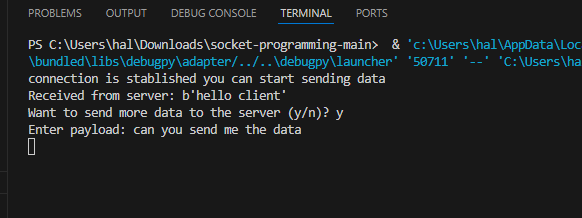 PROBLEMS OUTPUT DEBUG CONSOLE TERMINAL PORTS
PS C:\Users\hal\Downloads\socket-programming-main>  & 'c:\Users\hal\AppData\Loc
\bundled\libs\debugpy\adapter/../..\debugpy\launcher' '50711' '--' 'C:\Users\ha
connection is stablished you can start sending data
Received from server: b'hello client'
Want to send more data to the server (y/n)? y
Enter payload: can you send me the data